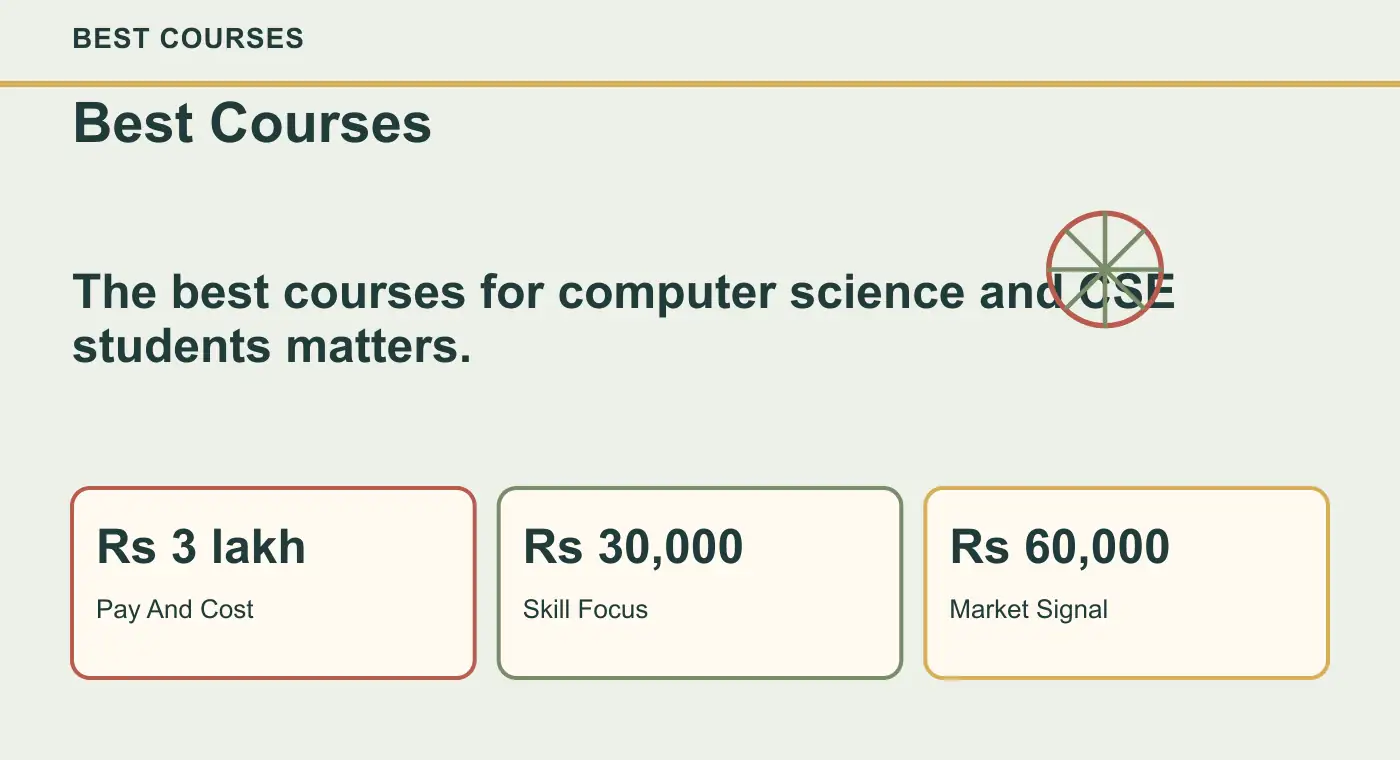 BEST COURSES
Best Courses
The best courses for computer science and CSE
students matters.
Rs 3 lakh
Pay And Cost
Rs 30,000
Skill Focus
Rs 60,000
Market Signal